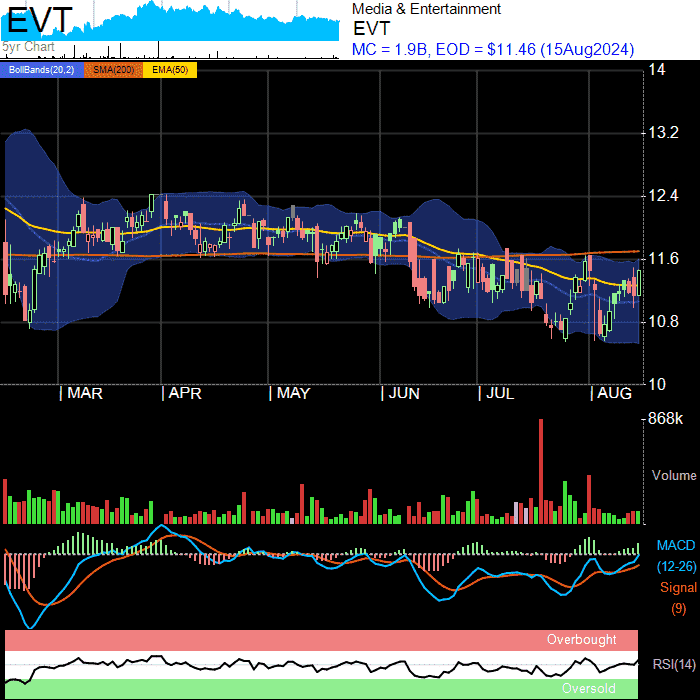 EVT
5yr Chart
Media & Entertainment
EVT
MC = 1.9B, EOD = $11.46 (15Aug2024)
BollBands(20,2) SMA(200) EMA(50)
14
13.2
12.4
11.6
10.8
10
MAR APR MAY JUN JUL AUG
868k
Volume
MACD
(12-26)
Signal
(9)
Overbought
RSI(14)
Oversold